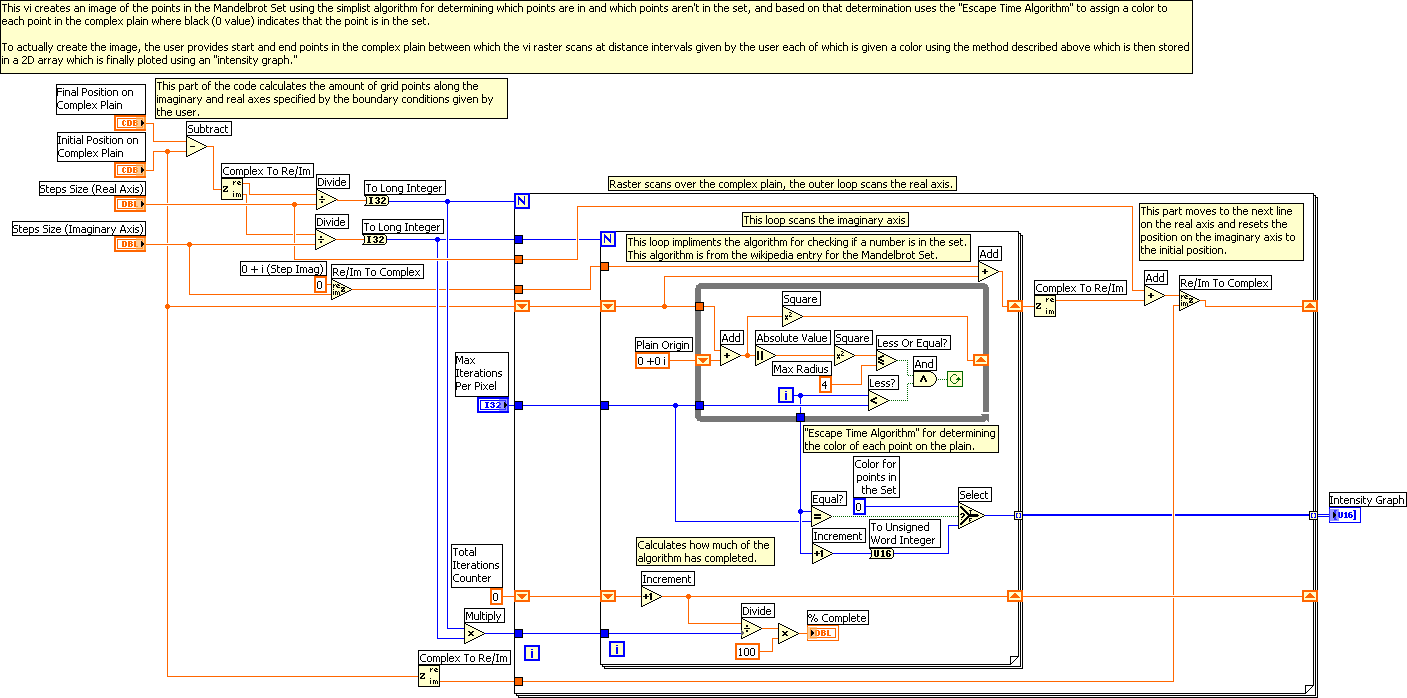 This vi creates an image of the points in the Mandelbrot Set using the simplist algorithm for determining which points are in and which points aren't in the set, and based on that determination uses the "Escape Time Algorithm" to assign a color to
each point in the complex plain where black (0 value) indicates that the point is in the set.
To actually create the image, the user provides start and end points in the complex plain between which the vi raster scans at distance intervals given by the user each of which is given a color using the method described above which is then stored
in a 2D array which is finally ploted using an "intensity graph."
Final Position on
Complex Plain
CDB
This part of the code calculates the amount of grid points along the
imaginary and real axes specified by the boundary conditions given by
the user.
Subtract
-
Initial Position on
Complex Plain
CDB
Complex To Re/Im
z re
im
Steps Size (Real Axis)
DBL
Divide
÷
To Long Integer
I32
Steps Size (Imaginary Axis)
DBL
Divide
÷
To Long Integer
I32
0 + i (Step Imag)
0
Re/Im To Complex
re
im z
Raster scans over the complex plain, the outer loop scans the real axis.
N
This loop scans the imaginary axis
N
This loop impliments the algorithm for checking if a number is in the set.
This algorithm is from the wikipedia entry for the Mandelbrot Set.
Add
+
This part moves to the next line
on the real axis and resets the
position on the imaginary axis to
the initial position.
Complex To Re/Im
z re
im
Add
+
Re/Im To Complex
re
im z
Square
x²
Plain Origin
0 +0 i
Add
+
Absolute Value
||
Square
x²
Less Or Equal?
≤
Max Radius
4
And
∧
Less?
<
i
Max
Iterations
Per Pixel
I32
"Escape Time Algorithm" for determining
the color of each point on the plain.
Color for
points in
the Set
0
Equal?
=
Select
?
T
F
Increment
+1
To Unsigned
Word Integer
U16
Intensity Graph
[U16]
Calculates how much of the
algorithm has completed.
Total
Iterations
Counter
0
Increment
+1
Multiply
x
Divide
÷
x
100
% Complete
DBL
i
i
Complex To Re/Im
z re
im